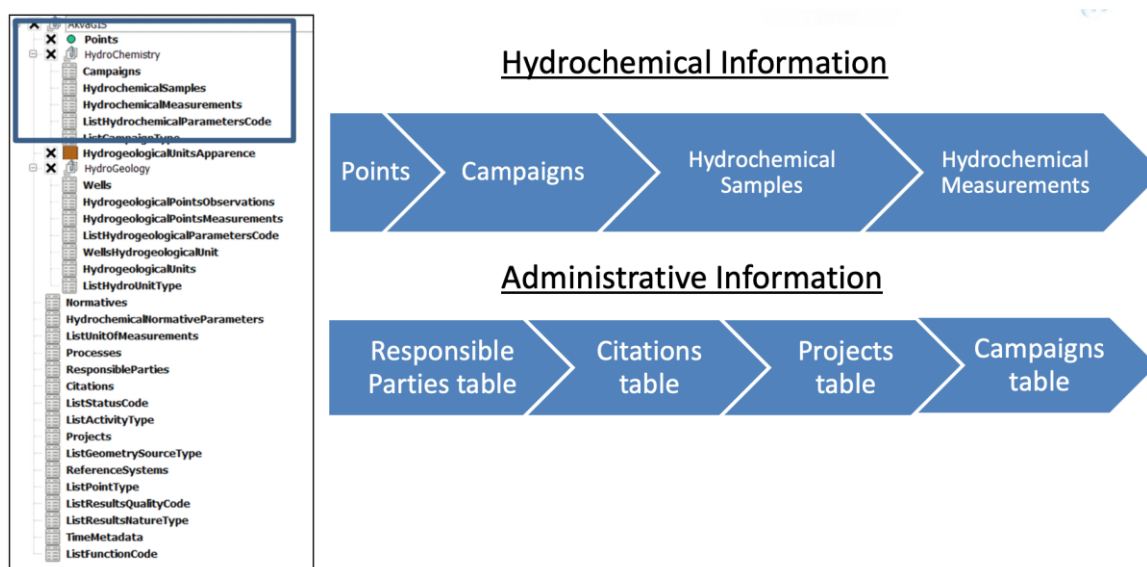 AkvaGIS
Points
HydroChemistry
Campaigns
HydrochemicalSamples
HydrochemicalMeasurements
ListHydrochemicalParametersCode
ListCampaignType
HydrogeologicalUnitsApparence
HydroGeology
Wells
HydrogeologicalPointsObservations
HydrogeologicalPointsMeasurements
ListHydrogeologicalParametersCode
WellsHydrogeologicalUnit
HydrogeologicalUnits
ListHydroUnitType
Normatives
HydrochemicalNormativeParameters
ListUnitOfMeasurements
Processes
ResponsibleParties
Citations
ListStatusCode
ListActivityType
Projects
ListGeometrySourceType
ReferenceSystems
ListPointType
ListResultsQualityCode
ListResultsNatureType
TimeMetadata
ListFunctionCode
Hydrochemical Information
Points
Campaigns
Hydrochemical
Samples
Hydrochemical
Measurements
Administrative Information
Responsible
Parties table
Citations
table
Projects
table
Campaigns
table